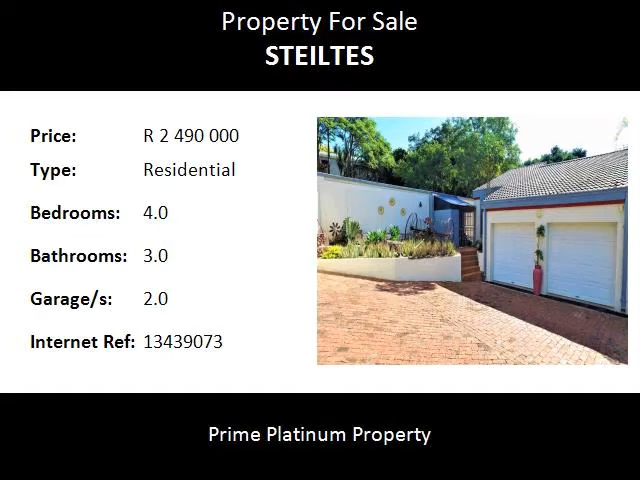 Property For Sale
STEILTES
Price: R 2 490 000
Type: Residential
Bedrooms: 4.0
Bathrooms: 3.0
Garage/s: 2.0
Internet Ref: 13439073
Prime Platinum Property